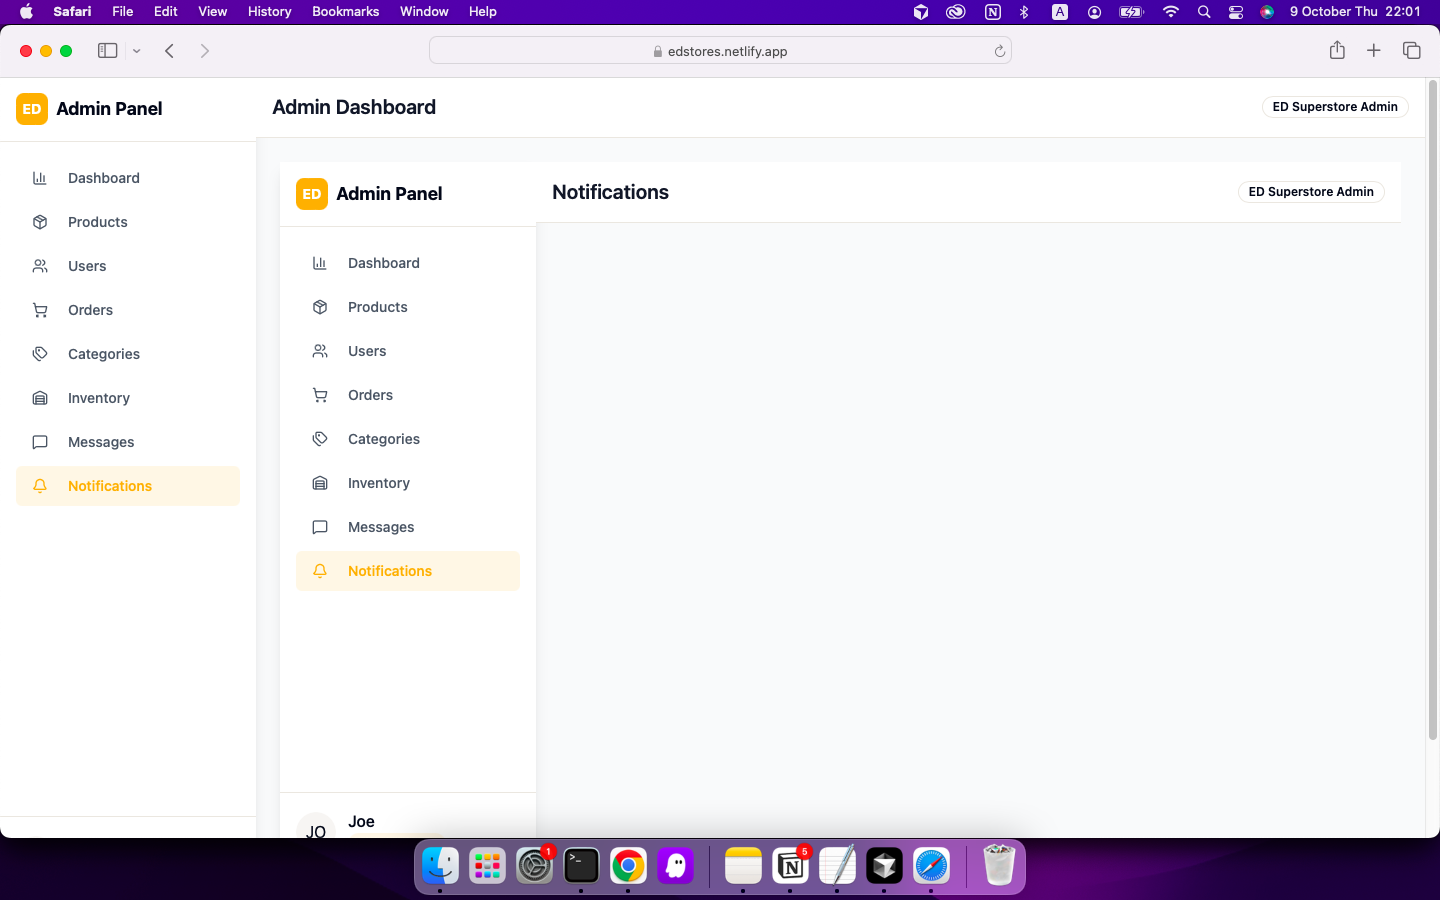 Safari File Edit View History Bookmarks Window Help A 9 October Thu 22:01
edstores.netlify.app
ED Admin Panel
Admin Dashboard
ED Superstore Admin
Dashboard
Products
Users
Orders
Categories
Inventory
Messages
Notifications
ED Admin Panel
Notifications
ED Superstore Admin
Dashboard
Products
Users
Orders
Categories
Inventory
Messages
Notifications
JO
Joe
1
5